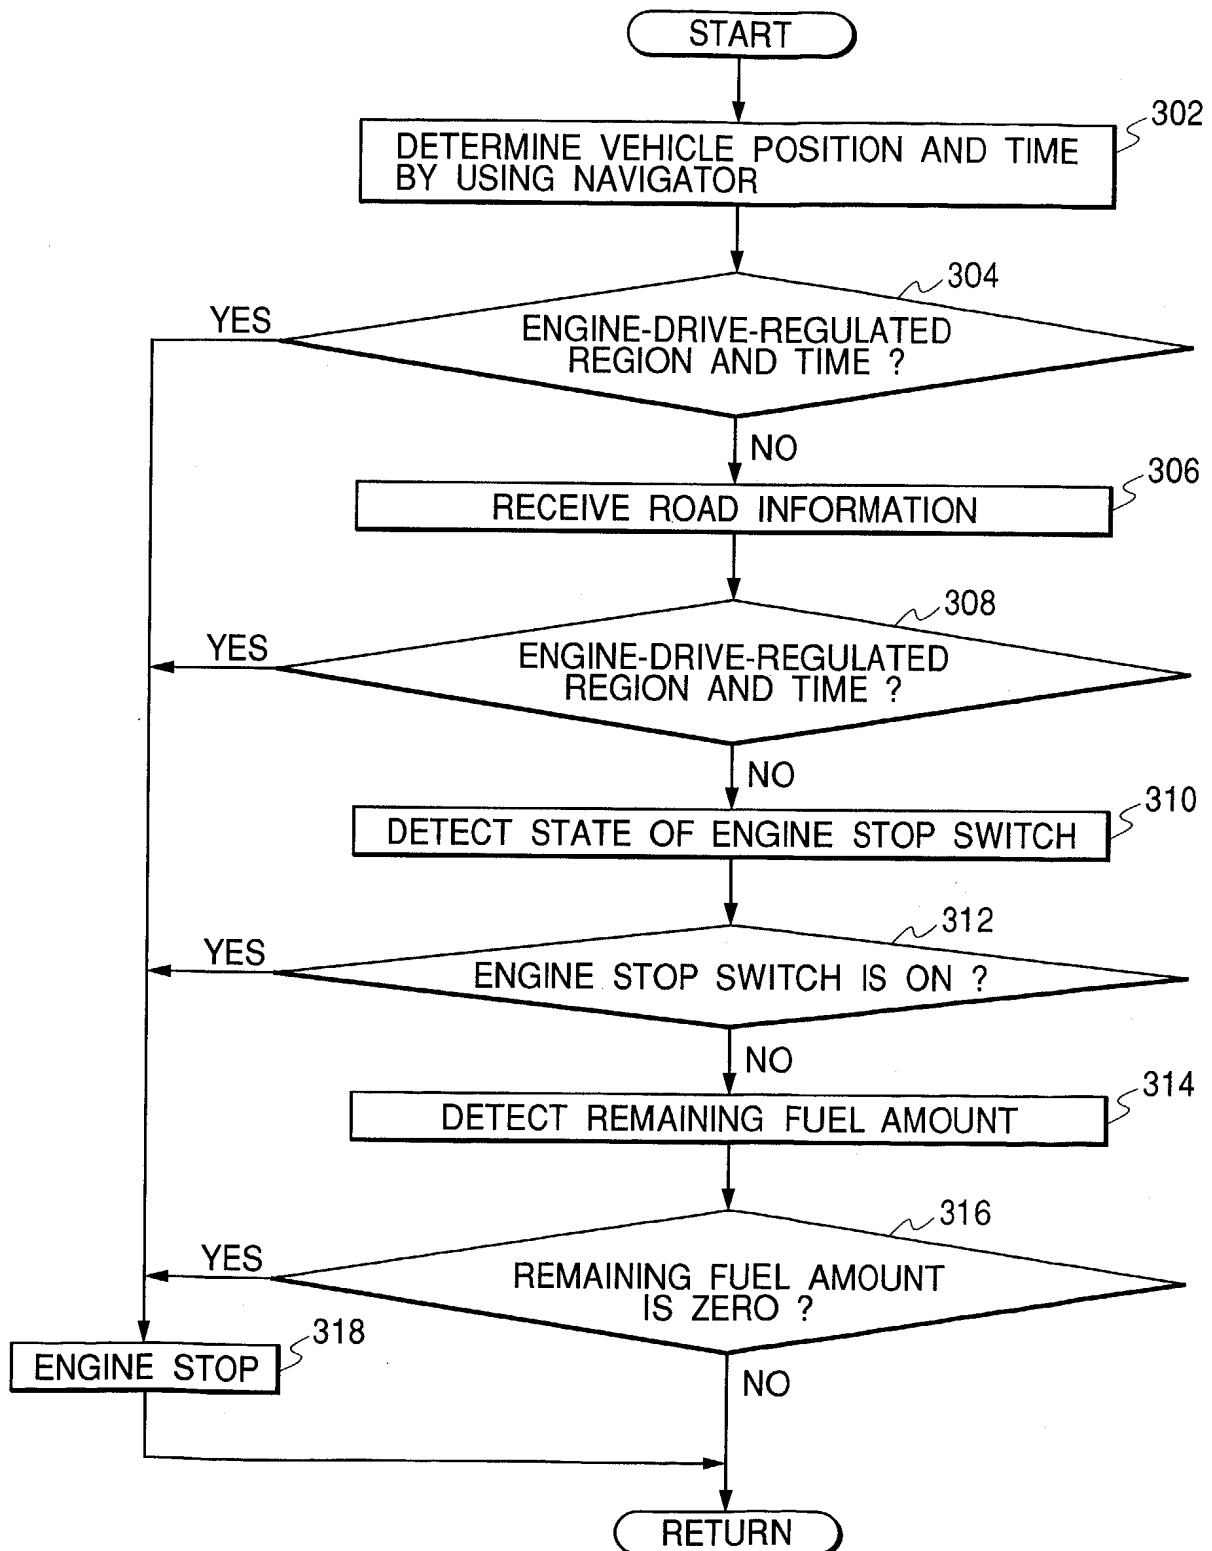 START
302
DETERMINE VEHICLE POSITION AND TIME
BY USING NAVIGATOR
304
YES
ENGINE-DRIVE-REGULATED
REGION AND TIME ?
NO
306
RECEIVE ROAD INFORMATION
308
YES
ENGINE-DRIVE-REGULATED
REGION AND TIME ?
NO
310
DETECT STATE OF ENGINE STOP SWITCH
312
YES
ENGINE STOP SWITCH IS ON ?
NO
314
DETECT REMAINING FUEL AMOUNT
316
YES
REMAINING FUEL AMOUNT
IS ZERO ?
318
ENGINE STOP
NO
RETURN